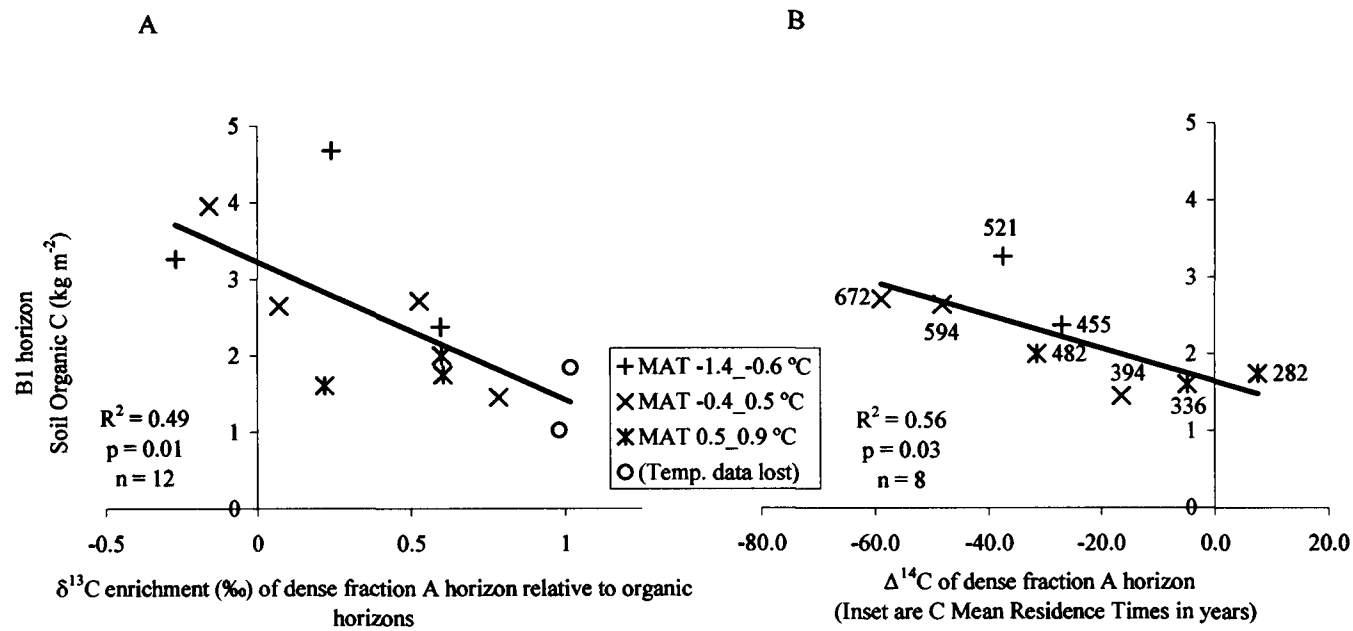 A
B
5
4
3
2
1
0
-0.5
0
0.5
1
B1 horizon
Soil Organic C (kg m⁻²)
R² = 0.49
p = 0.01
n = 12
δ¹³C enrichment (‰) of dense fraction A horizon relative to organic
horizons
MAT -1.4_-0.6 ºC
MAT -0.4_0.5 ºC
MAT 0.5_0.9 ºC
(Temp. data lost)
5
4
3
2
1
0
521
672
594
455
482
394
336
282
R² = 0.56
p = 0.03
n = 8
-80.0
-60.0
-40.0
-20.0
0.0
20.0
Δ¹⁴C of dense fraction A horizon
(Inset are C Mean Residence Times in years)